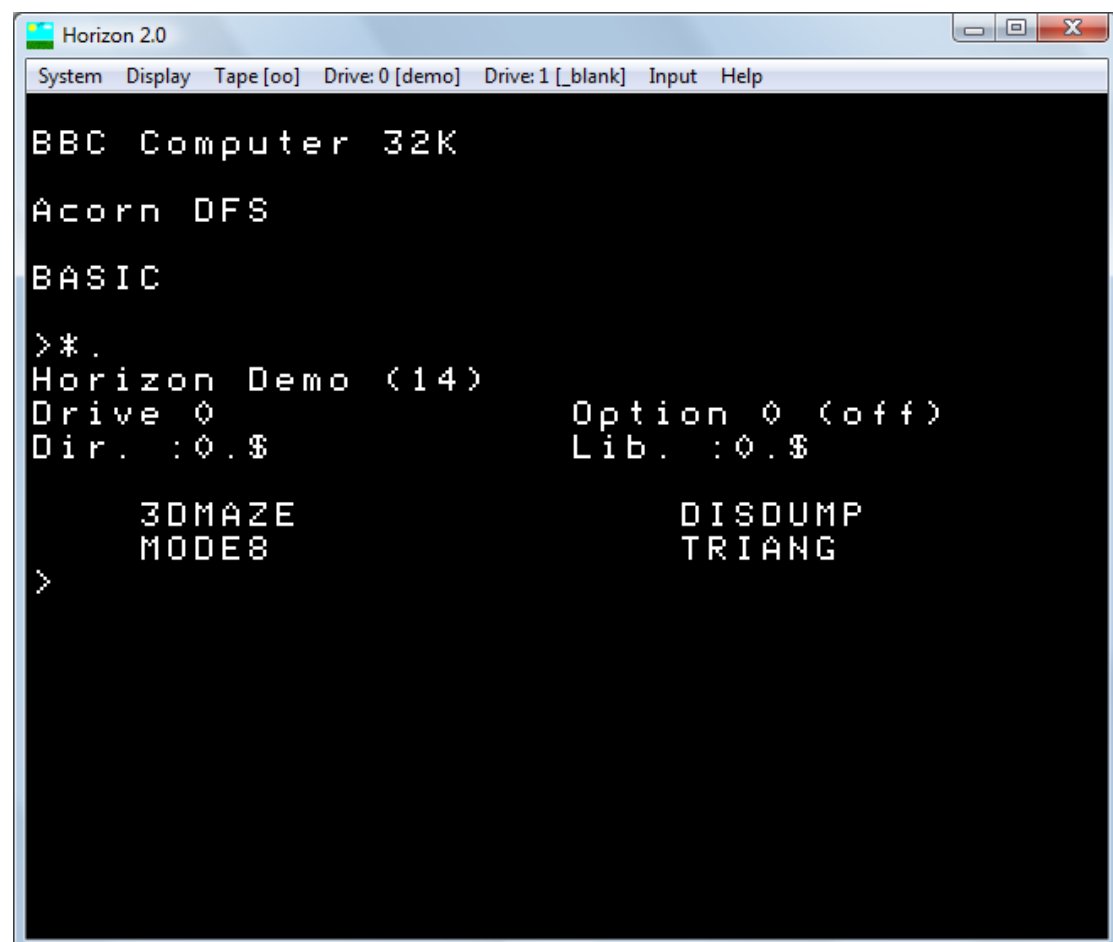 Horizon 2.0
System Display Tape [oo] Drive: 0 [demo] Drive: 1 [_blank] Input Help
BBC Computer 32K
Acorn DFS
BASIC
>*.
Horizon Demo (14)
Drive 0 Option 0 (off)
Dir. :0.$ Lib. :0.$
3DMAZE DISDUMP
MODE8 TRIANG
>